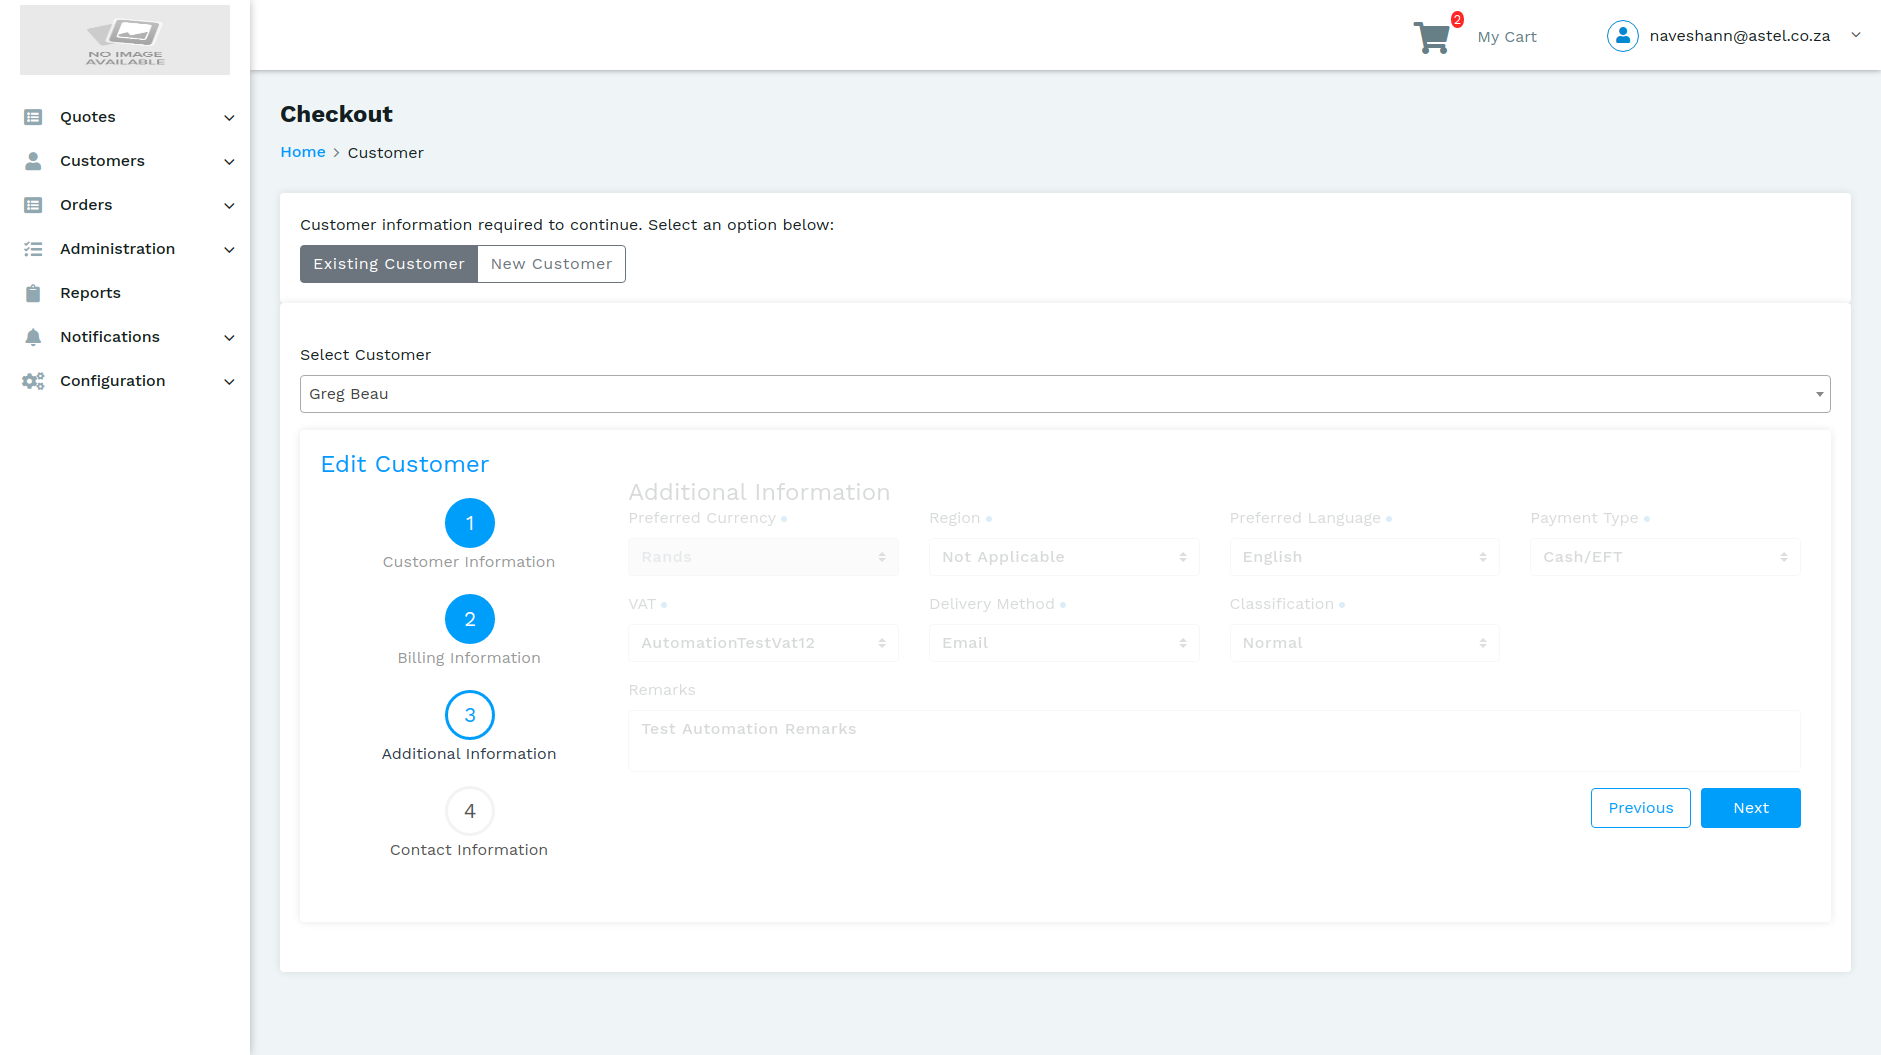 NO IMAGE
AVAILABLE
2
My Cart
naveshann@astel.co.za
Quotes
Customers
Orders
Administration
Reports
Notifications
Configuration
Checkout
Home > Customer
Customer information required to continue. Select an option below:
Existing Customer New Customer
Select Customer
Greg Beau
Edit Customer
1
Customer Information
2
Billing Information
3
Additional Information
4
Contact Information
Additional Information
Preferred Currency Region Preferred Language Payment Type
Rands Not Applicable English Cash/EFT
VAT Delivery Method Classification
AutomationTestVat12 Email Normal
Remarks
Test Automation Remarks
Previous Next